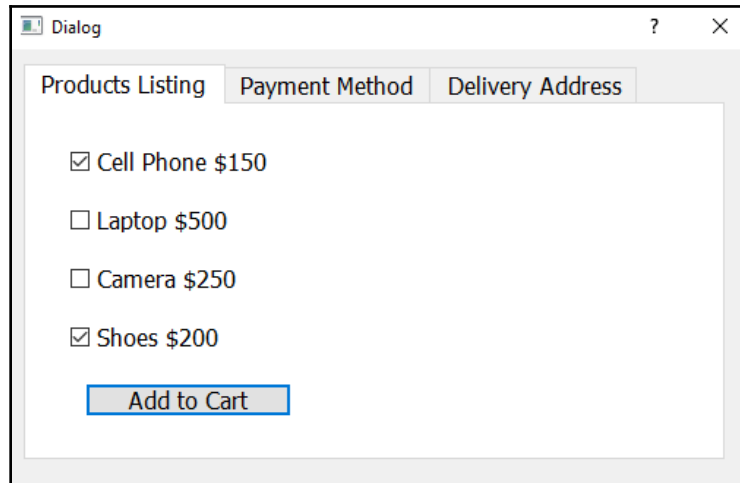 Dialog ?
Products Listing Payment Method Delivery Address
Cell Phone $150
Laptop $500
Camera $250
Shoes $200
Add to Cart